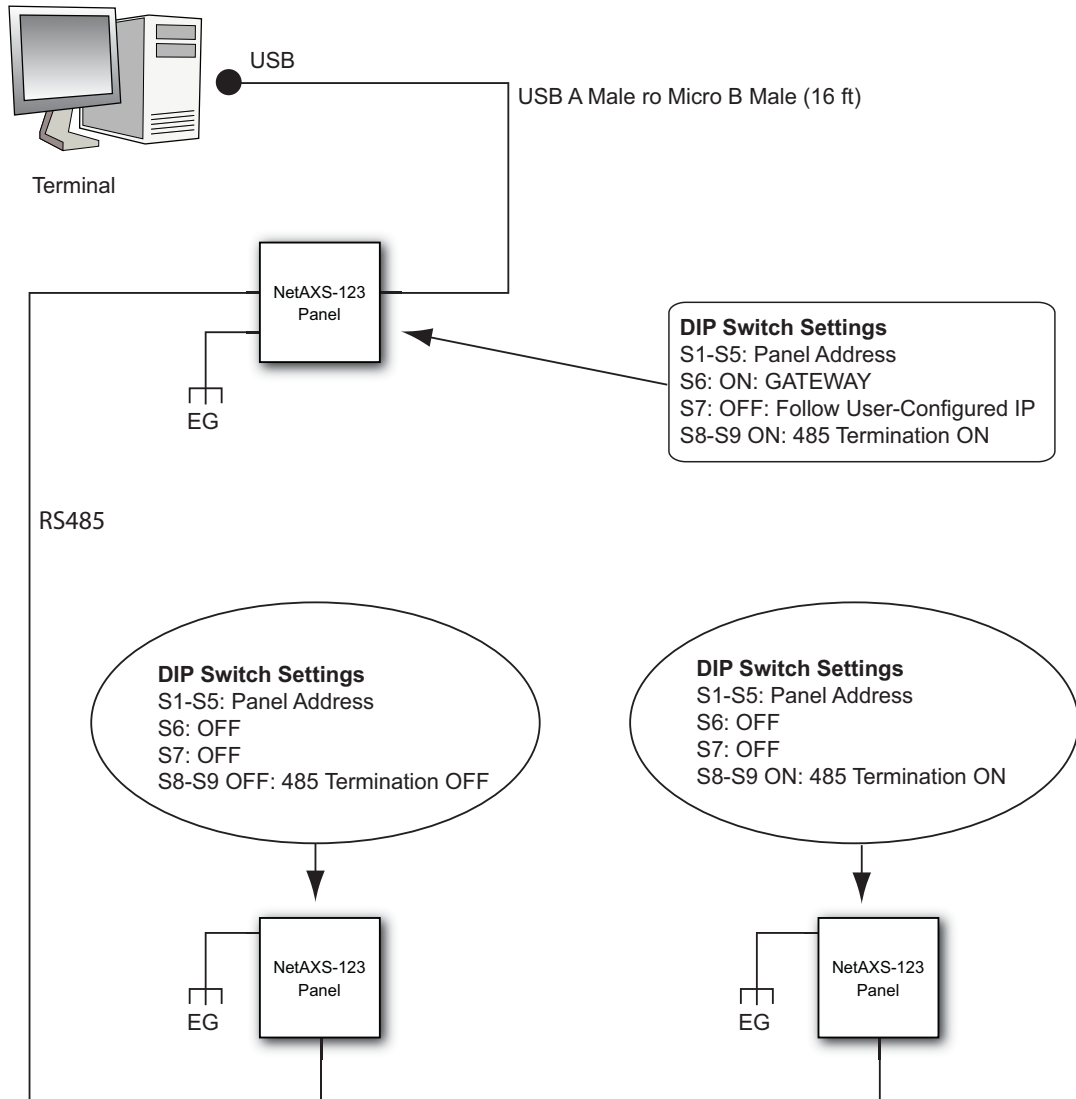 USB
USB A Male ro Micro B Male (16 ft)
Terminal
NetAXS-123
Panel
EG
DIP Switch Settings
S1-S5: Panel Address
S6: ON: GATEWAY
S7: OFF: Follow User-Configured IP
S8-S9 ON: 485 Termination ON
RS485
DIP Switch Settings
S1-S5: Panel Address
S6: OFF
S7: OFF
S8-S9 OFF: 485 Termination OFF
DIP Switch Settings
S1-S5: Panel Address
S6: OFF
S7: OFF
S8-S9 ON: 485 Termination ON
NetAXS-123
Panel
EG
NetAXS-123
Panel
EG